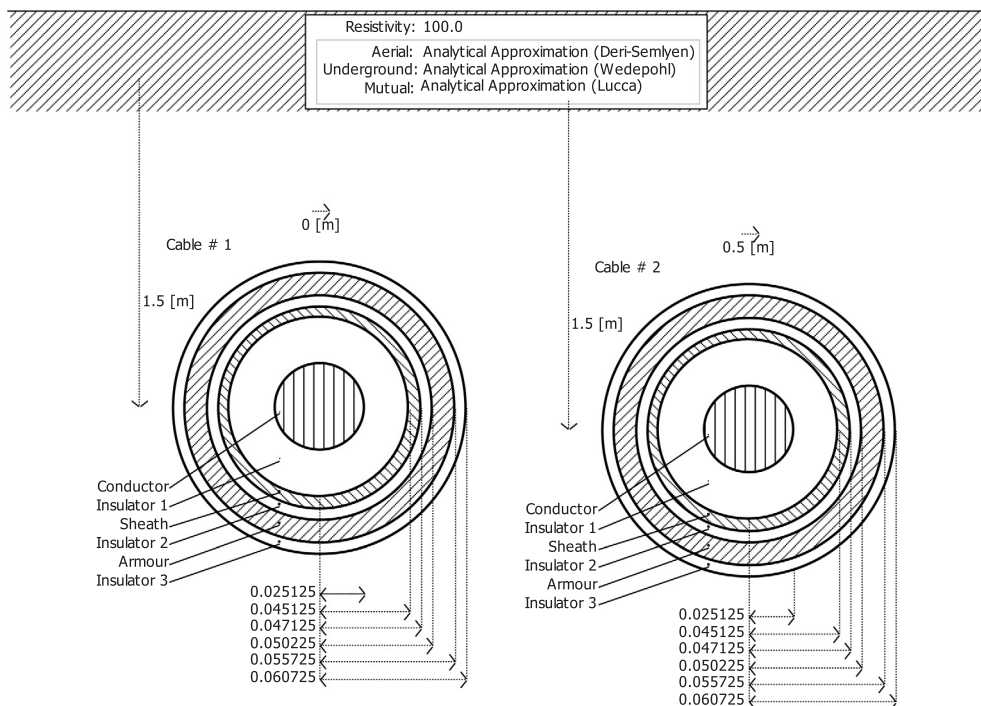 Resistivity: 100.0
Aerial: Analytical Approximation (Deri-Semlyen)
Underground: Analytical Approximation (Wedepohl)
Mutual: Analytical Approximation (Lucca)
0 [m]
Cable # 1
1.5 [m]
Conductor
Insulator 1
Sheath
Insulator 2
Armour
Insulator 3
0.025125
0.045125
0.047125
0.050225
0.055725
0.060725
0.5 [m]
Cable # 2
1.5 [m]
Conductor
Insulator 1
Sheath
Insulator 2
Armour
Insulator 3
0.025125
0.045125
0.047125
0.050225
0.055725
0.060725